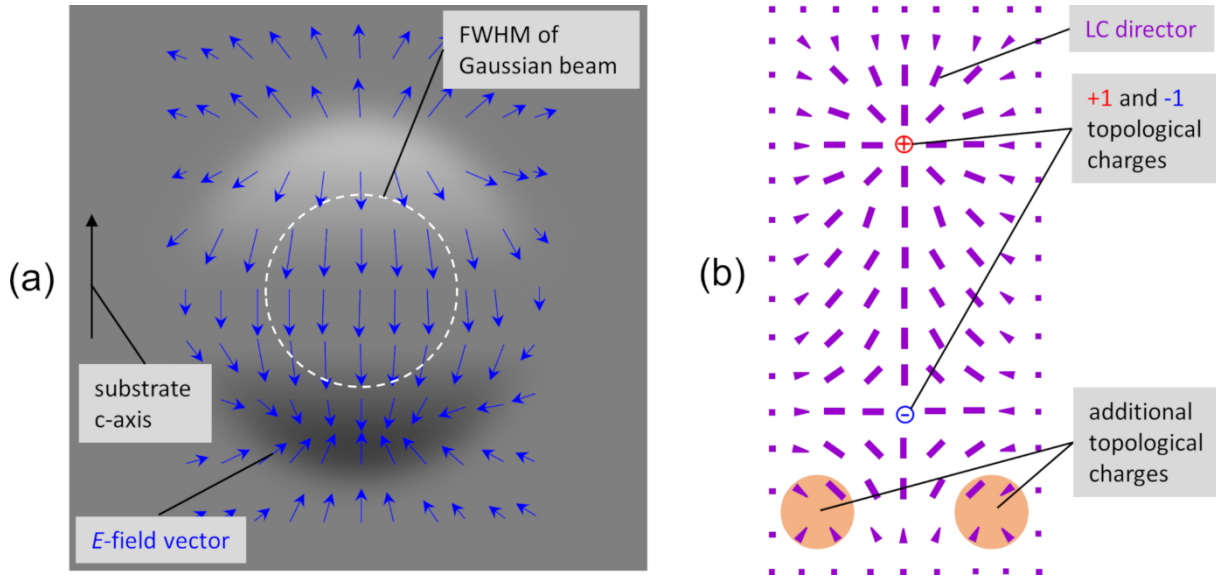 (a)
FWHM of
Gaussian beam
substrate
c-axis
E-field vector
(b)
LC director
+1 and -1
topological
charges
+
-
additional
topological
charges